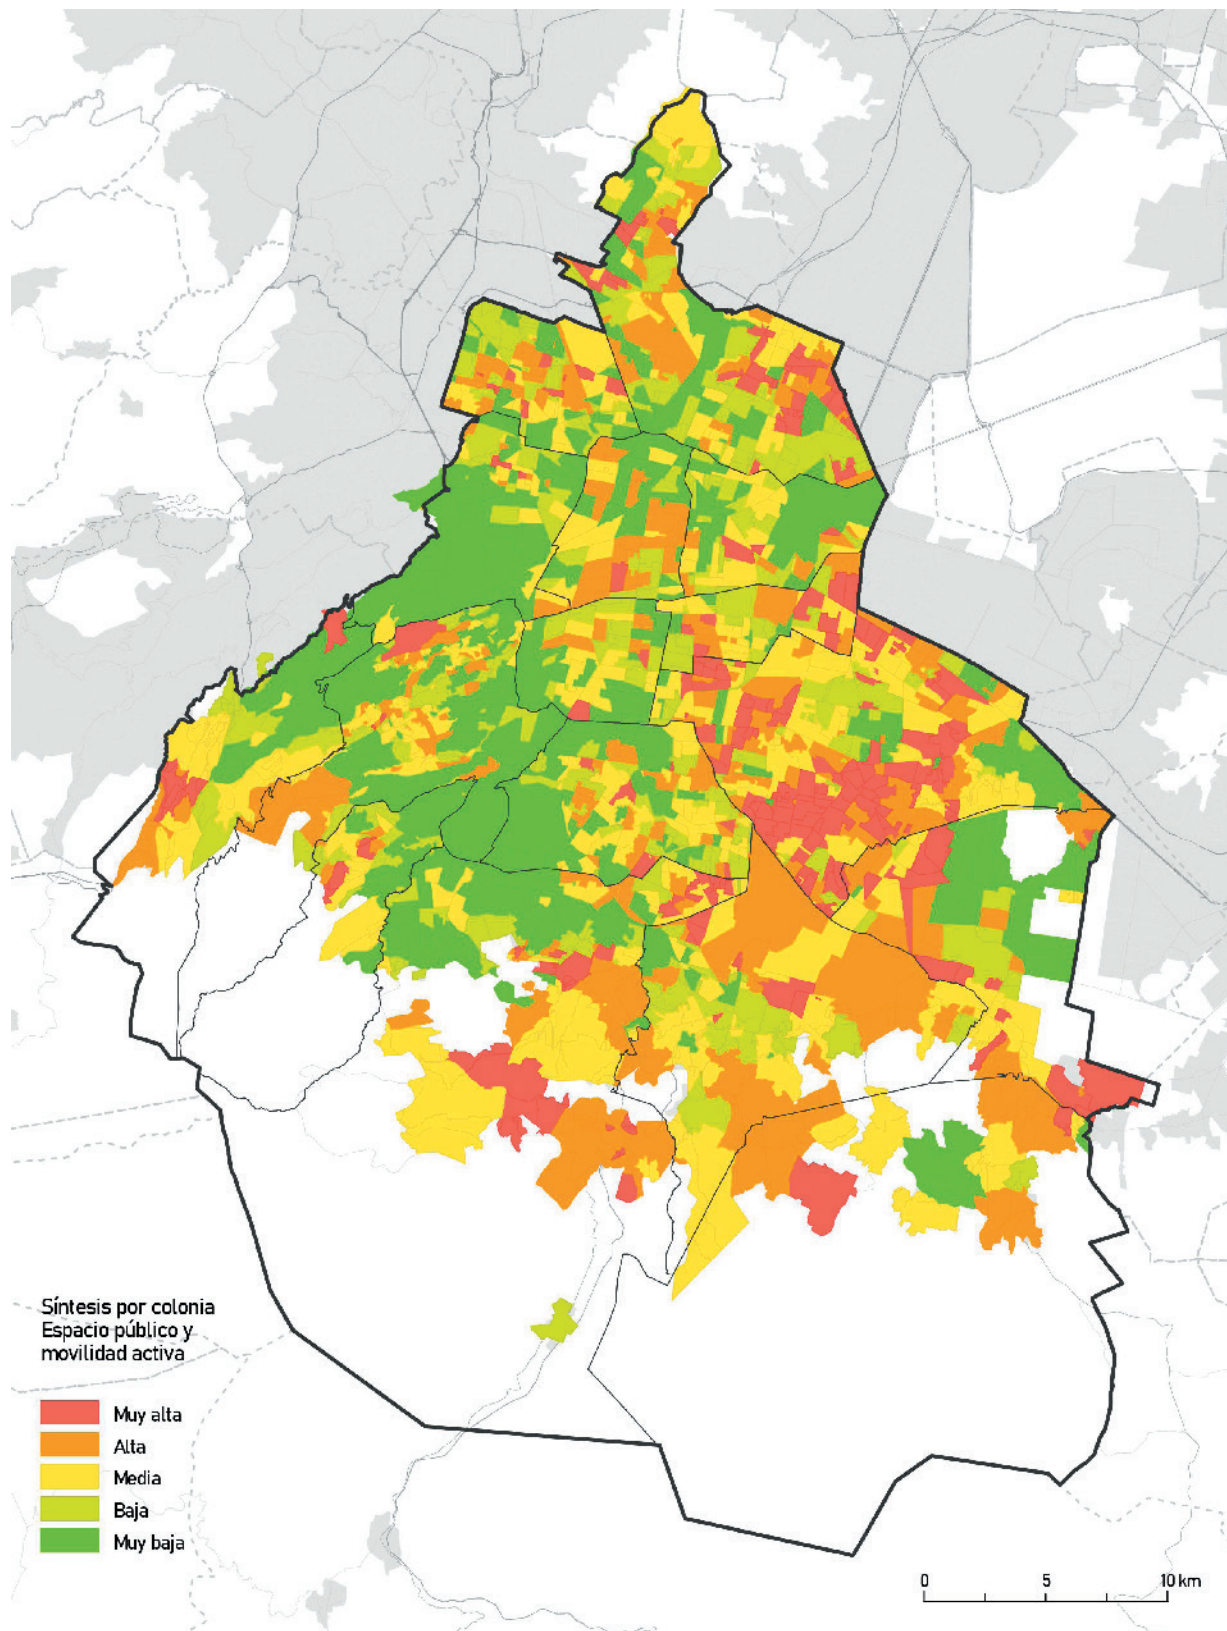 Síntesis por colonia
Espacio público y
movilidad activa
Muy alta
Alta
Media
Baja
Muy baja
0 5 10 km